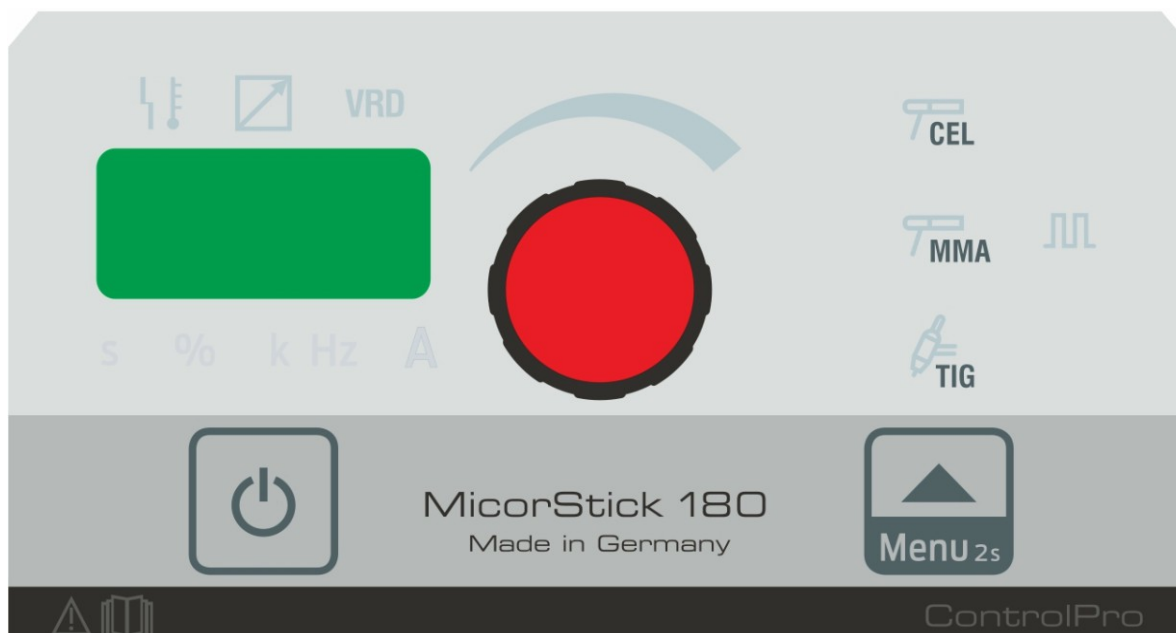 VRD
CEL
MMA
s % k Hz A
TIG
MicorStick 180
Made in Germany
Menu 2s
ControlPro